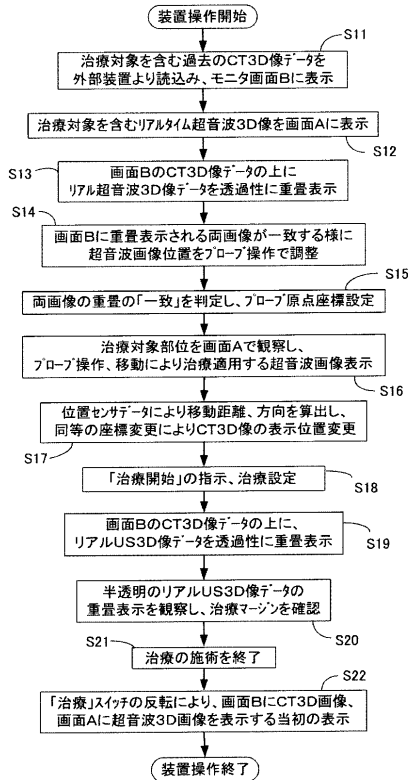 装置操作開始
S11
治療対象を含む過去のCT3D像データを
外部装置より読込み、モニタ画面Bに表示
治療対象を含むリアルタイム超音波3D像を画面Aに表示
S12
S13
画面BのCT3D像データの上に
リアル超音波3D像データを透過性に重畳表示
S14
画面Bに重畳表示される両画像が一致する様に
超音波画像位置をプローブ操作で調整
S15
両画像の重畳の「一致」を判定し、プローブ原点座標設定
治療対象部位を画面Aで観察し、
プローブ操作、移動により治療適用する超音波画像表示
S16
位置センサデータにより移動距離、方向を算出し、
同等の座標変更によりCT3D像の表示位置変更
S17
「治療開始」の指示、治療設定
S18
画面BのCT3D像データの上に、
リアルUS3D像データを透過性に重畳表示
S19
半透明のリアルUS3D像データの
重畳表示を観察し、治療マージンを確認
S20
S21
治療の施術を終了
S22
「治療」スイッチの反転により、画面BにCT3D画像、
画面Aに超音波3D画像を表示する当初の表示
装置操作終了